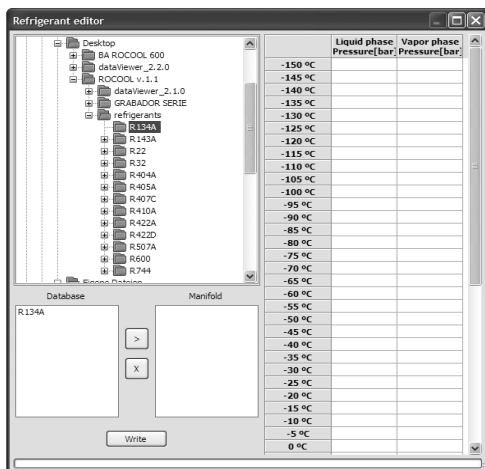 Refrigerant editor
Desktop
BA ROCOOL 600
dataViewer_2.2.0
ROCOOL v.1.1
dataViewer_2.1.0
GRABADOR SERIE
refrigerants
R134A
R143A
R22
R32
R404A
R405A
R407C
R410A
R422A
R422D
R507A
R600
R744
Eigene Dateien
Database
Manifold
R134A
>
X
Write
Liquid phase Vapor phase
Pressure[bar] Pressure[bar]
-150 ºC
-145 ºC
-140 ºC
-135 ºC
-130 ºC
-125 ºC
-120 ºC
-115 ºC
-110 ºC
-105 ºC
-100 ºC
-95 ºC
-90 ºC
-85 ºC
-80 ºC
-75 ºC
-70 ºC
-65 ºC
-60 ºC
-55 ºC
-50 ºC
-45 ºC
-40 ºC
-35 ºC
-30 ºC
-25 ºC
-20 ºC
-15 ºC
-10 ºC
-5 ºC
0 ºC